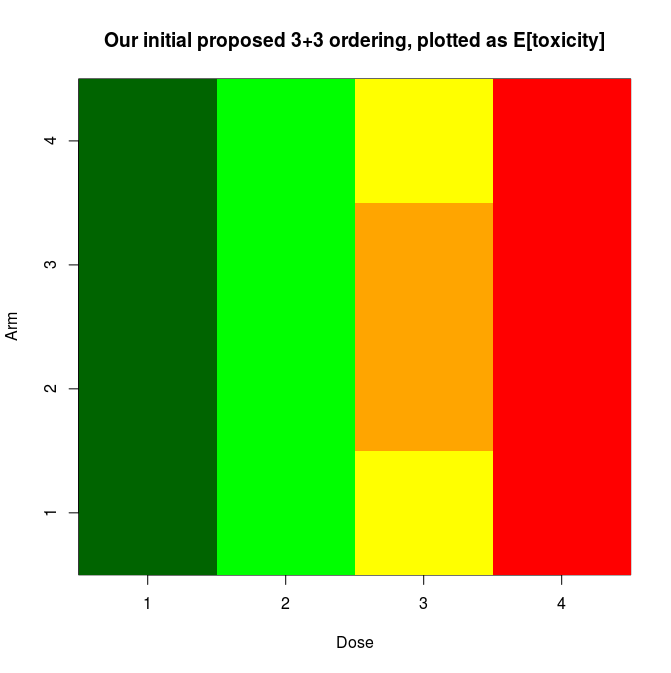 Our initial proposed 3+3 ordering, plotted as E[toxicity]
4
3
2
1
Arm
1 2 3 4
Dose